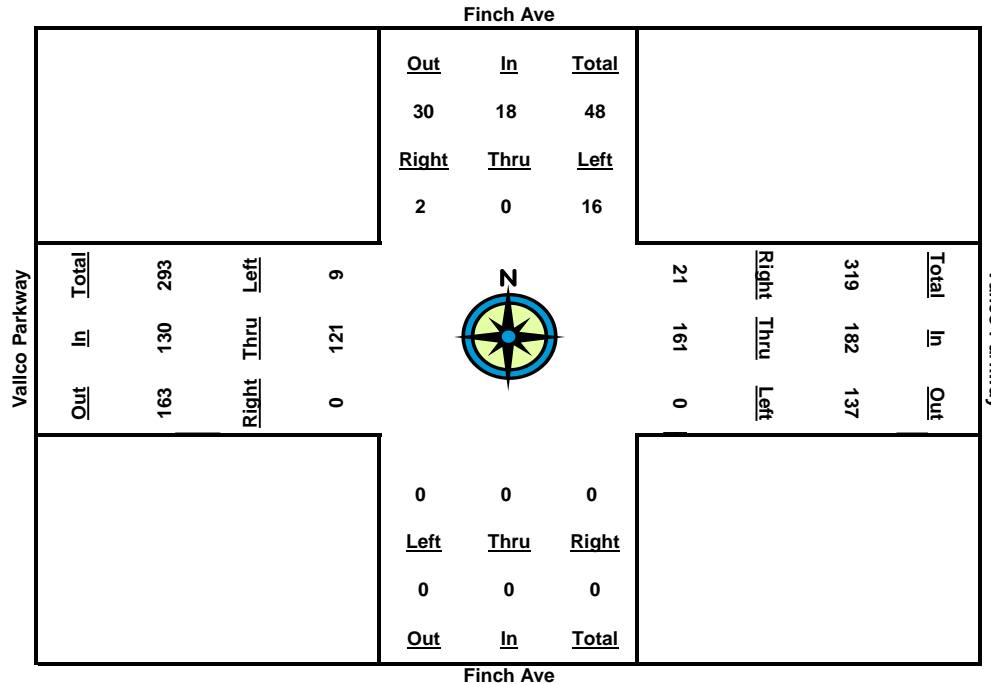 Finch Ave
Out In Total
30 18 48
Right Thru Left
2 0 16
Vallco Parkway
Total 293 Left 9
In 130 Thru 121
Out 163 Right 0
N
21 Right 319 Total
161 Thru 182 In
0 Left 137 Out
0 0 0
Left Thru Right
0 0 0
Out In Total
Finch Ave